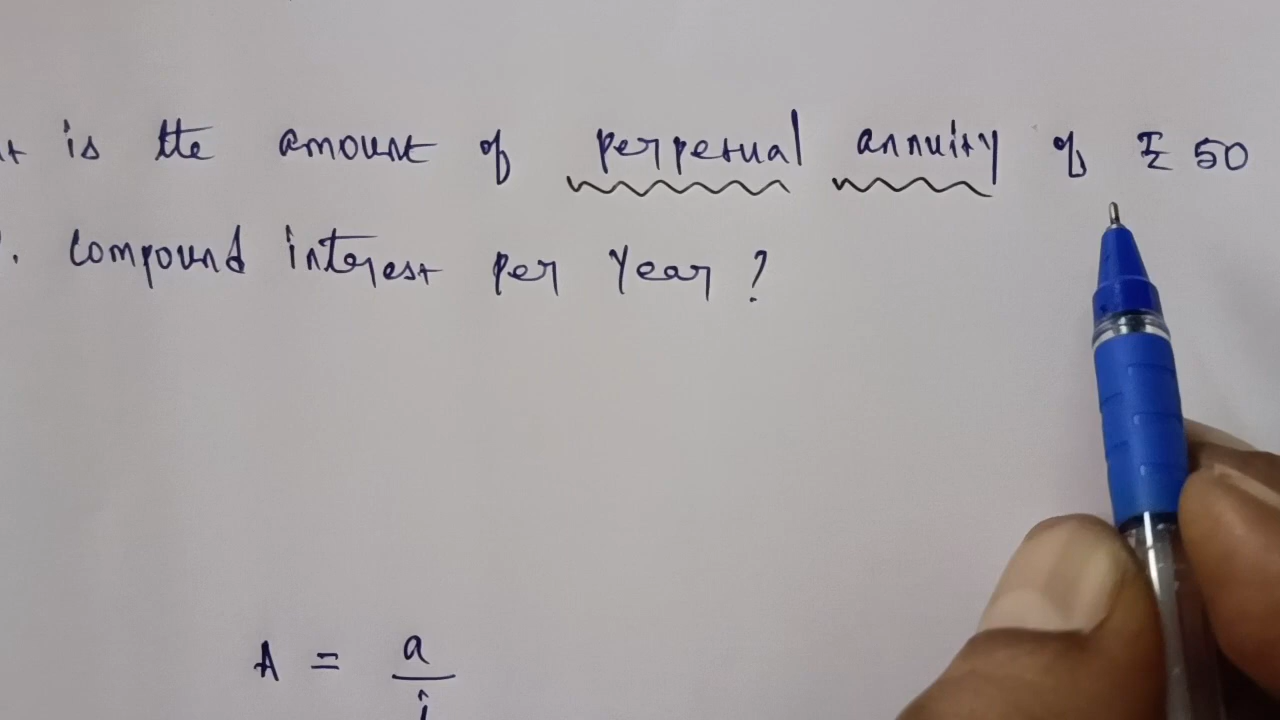 is the amount of perpetual annuity of ₹ 50
. compound interest per year ?
A = a
i